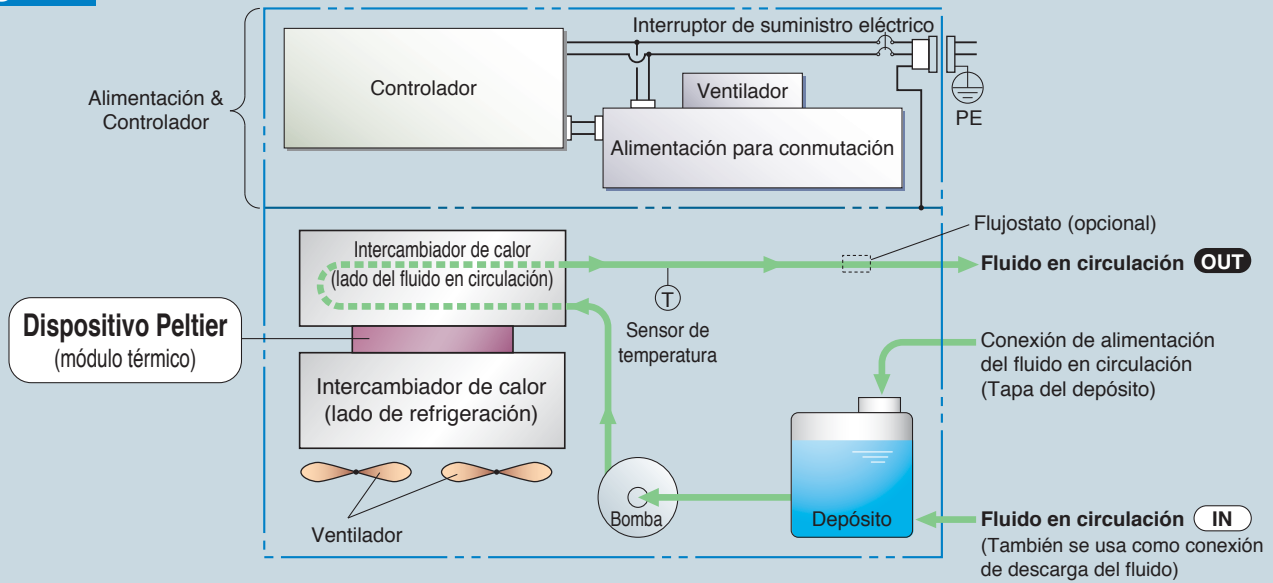 Interruptor de suministro eléctrico
Controlador
Ventilador
Alimentación &
Controlador
PE
Alimentación para conmutación
Flujostato (opcional)
Intercambiador de calor
(lado del fluido en circulación)
Fluido en circulación OUT
T
Sensor de
temperatura
Dispositivo Peltier
(módulo térmico)
Conexión de alimentación
del fluido en circulación
(Tapa del depósito)
Intercambiador de calor
(lado de refrigeración)
Ventilador
Bomba
Depósito
Fluido en circulación IN
(También se usa como conexión
de descarga del fluido)